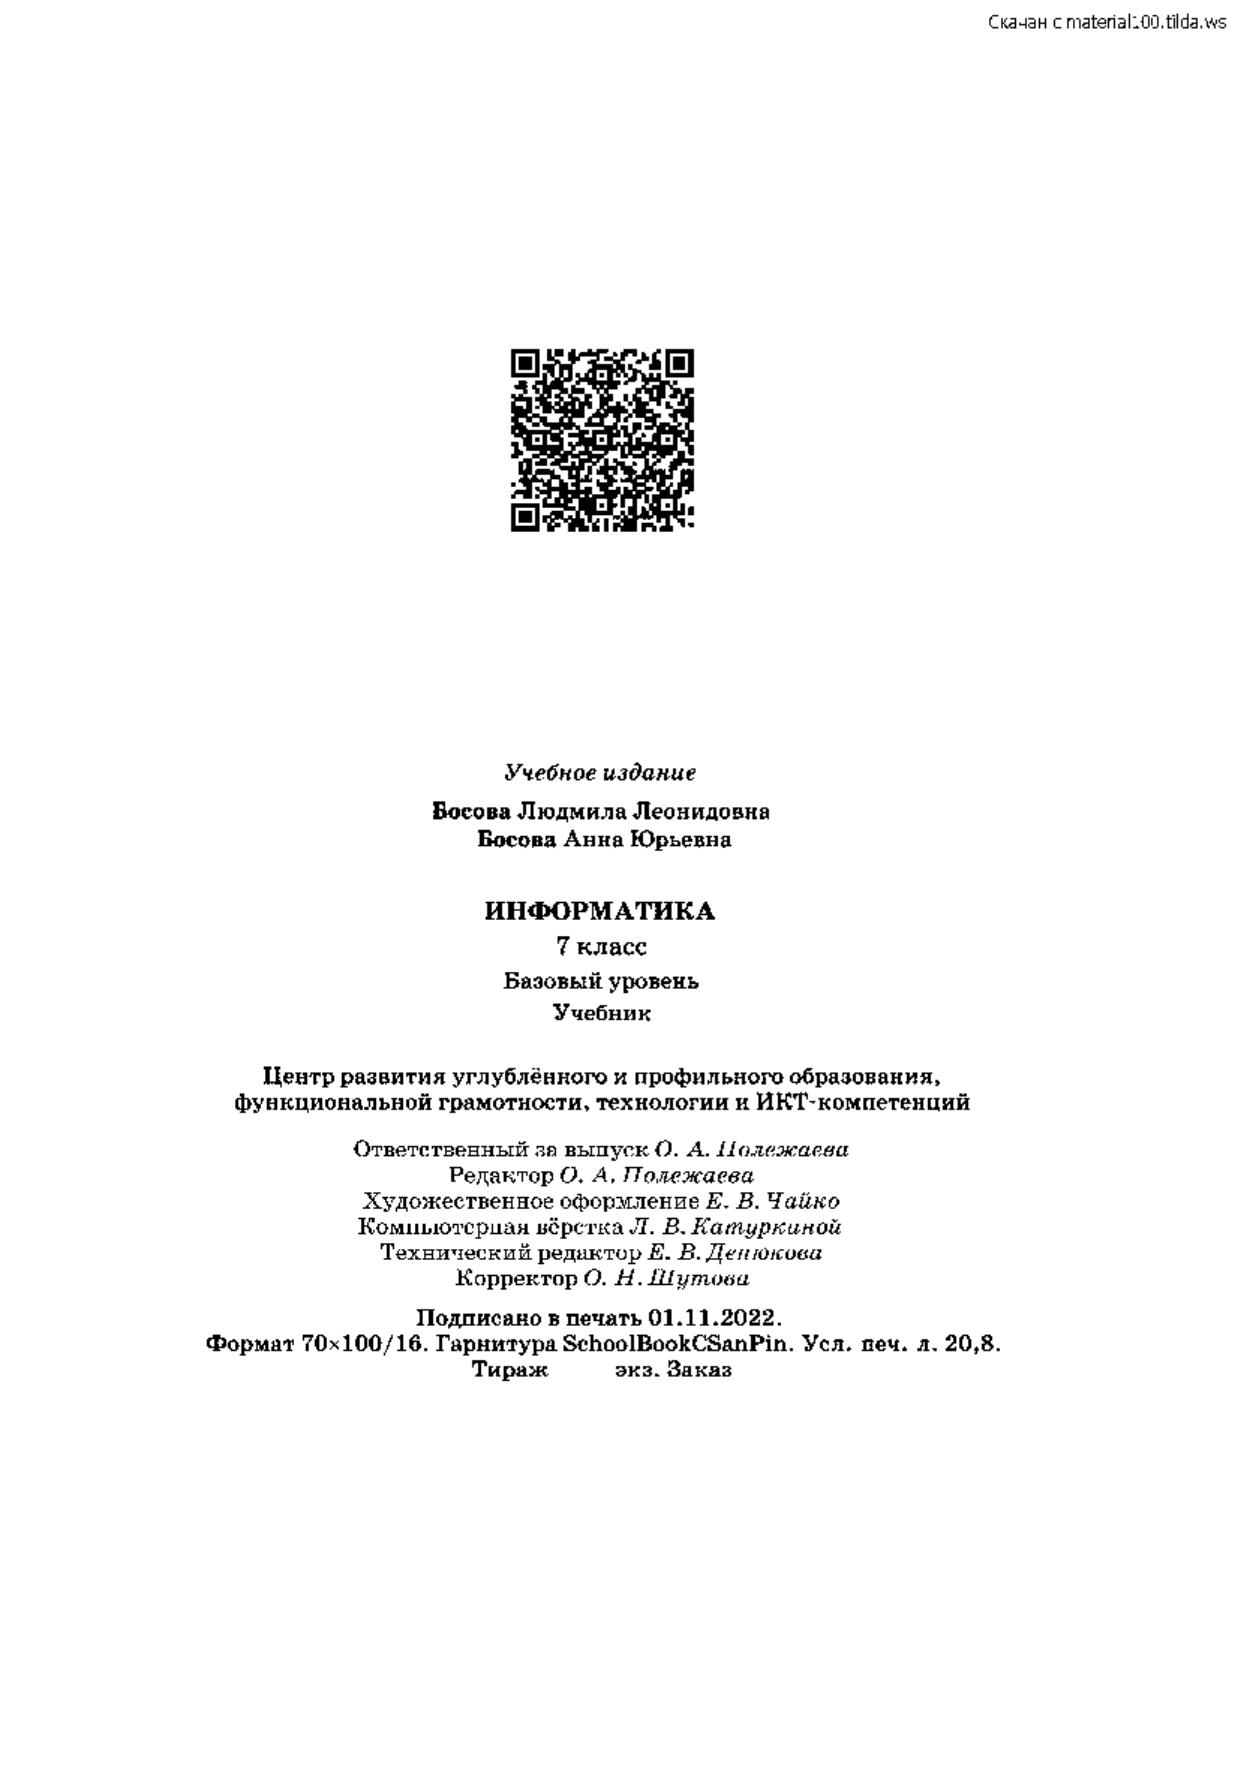 Скачан с material100.tilda.ws
Учебное издание
Босова Людмила Леонидовна
Босова Анна Юрьевна
ИНФОРМАТИКА
7 класс
Базовый уровень
Учебник
Центр развития углублённого и профильного образования,
функциональной грамотности, технологии и ИКТ-компетенций
Ответственный за выпуск О. А. Полежаева
Редактор О. А. Полежаева
Художественное оформление Е. В. Чайко
Компьютерная вёрстка Л. В. Катуркиной
Технический редактор Е. В. Денюкова
Корректор О. Н. Шутова
Подписано в печать 01.11.2022.
Формат 70×100/16. Гарнитура SchoolBookCSanPin. Усл. печ. л. 20,8.
Тираж экз. Заказ